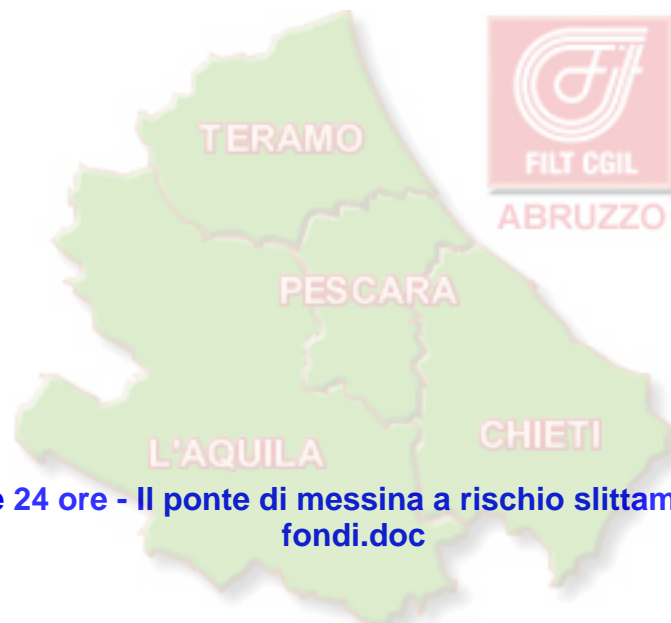 TERAMO
FILT CGIL
ABRUZZO
PESCARA
L'AQUILA
CHIETI
e 24 ore - Il ponte di messina a rischio slittam
fondi.doc